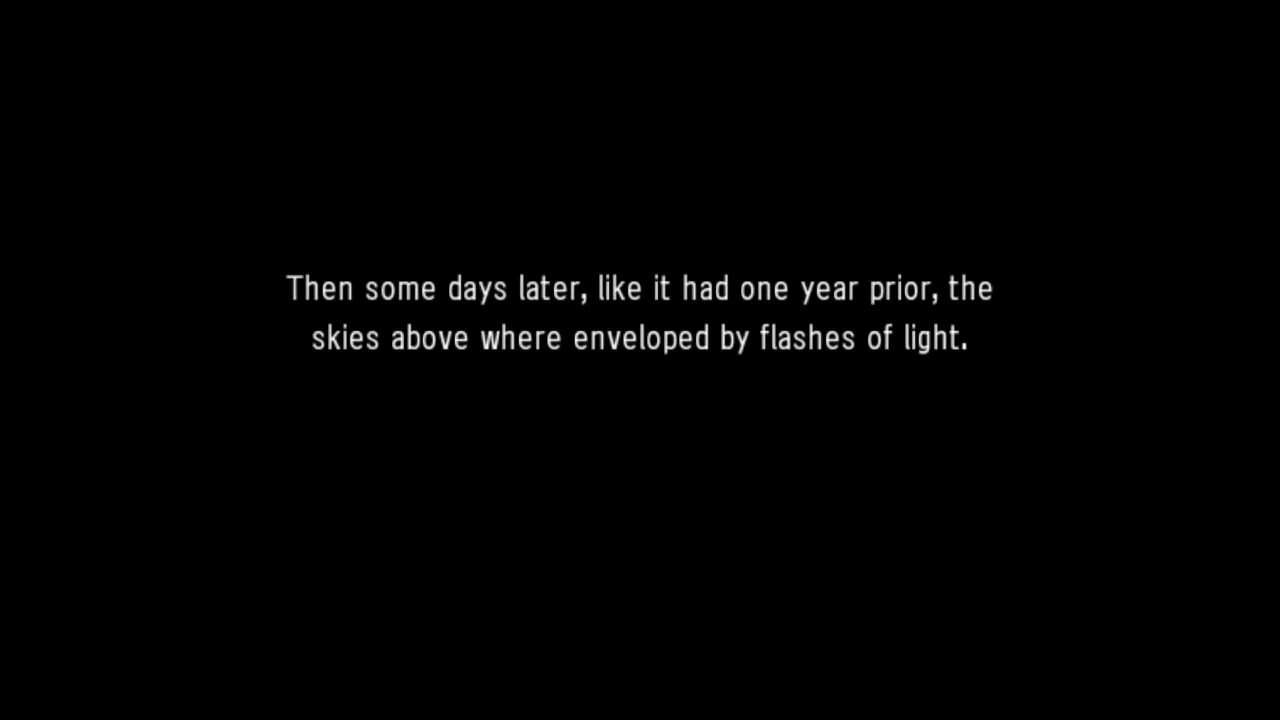 Then some days later, like it had one year prior, the
skies above where enveloped by flashes of light.